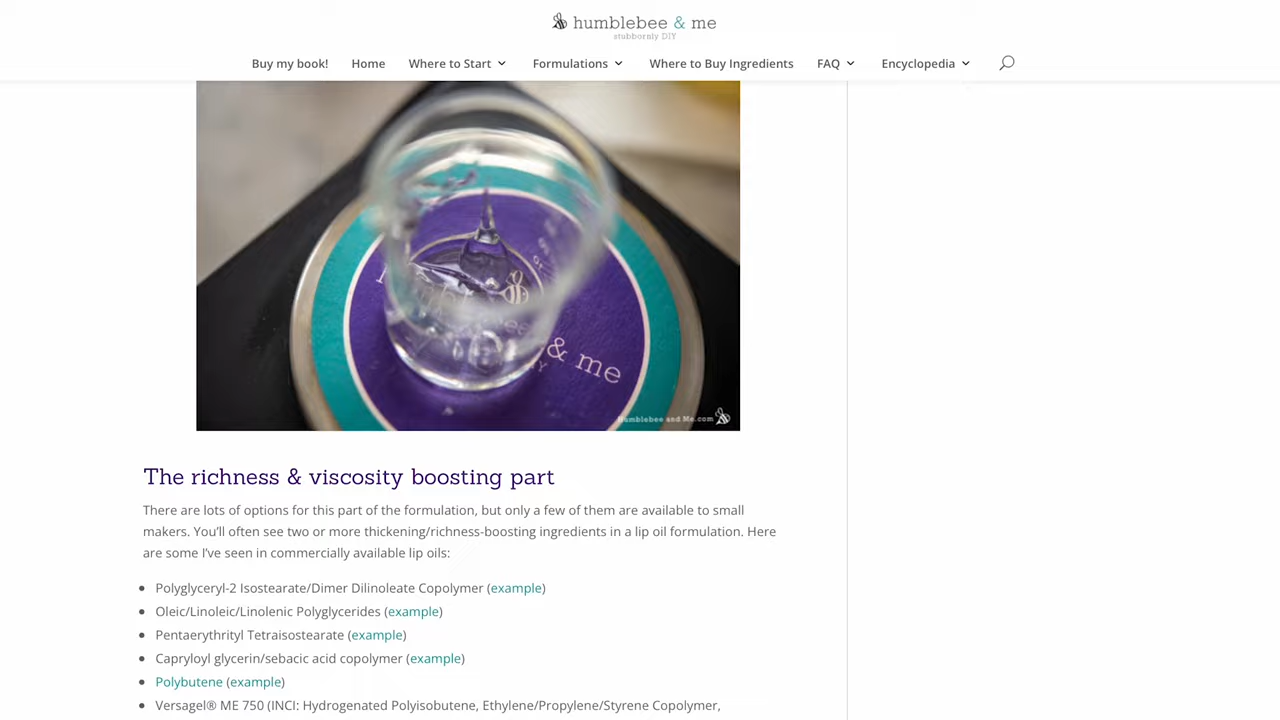 humblebee & me
stubbornly DIY
Buy my book! Home Where to Start Formulations Where to Buy Ingredients FAQ Encyclopedia
& me
Humblebee and Me.com
The richness & viscosity boosting part
There are lots of options for this part of the formulation, but only a few of them are available to small
makers. You’ll often see two or more thickening/richness-boosting ingredients in a lip oil formulation. Here
are some I’ve seen in commercially available lip oils:
Polyglyceryl-2 Isostearate/Dimer Dilinoleate Copolymer (example)
Oleic/Linoleic/Linolenic Polyglycerides (example)
Pentaerythrityl Tetraisostearate (example)
Capryloyl glycerin/sebacic acid copolymer (example)
Polybutene (example)
Versagel® ME 750 (INCI: Hydrogenated Polyisobutene, Ethylene/Propylene/Styrene Copolymer,